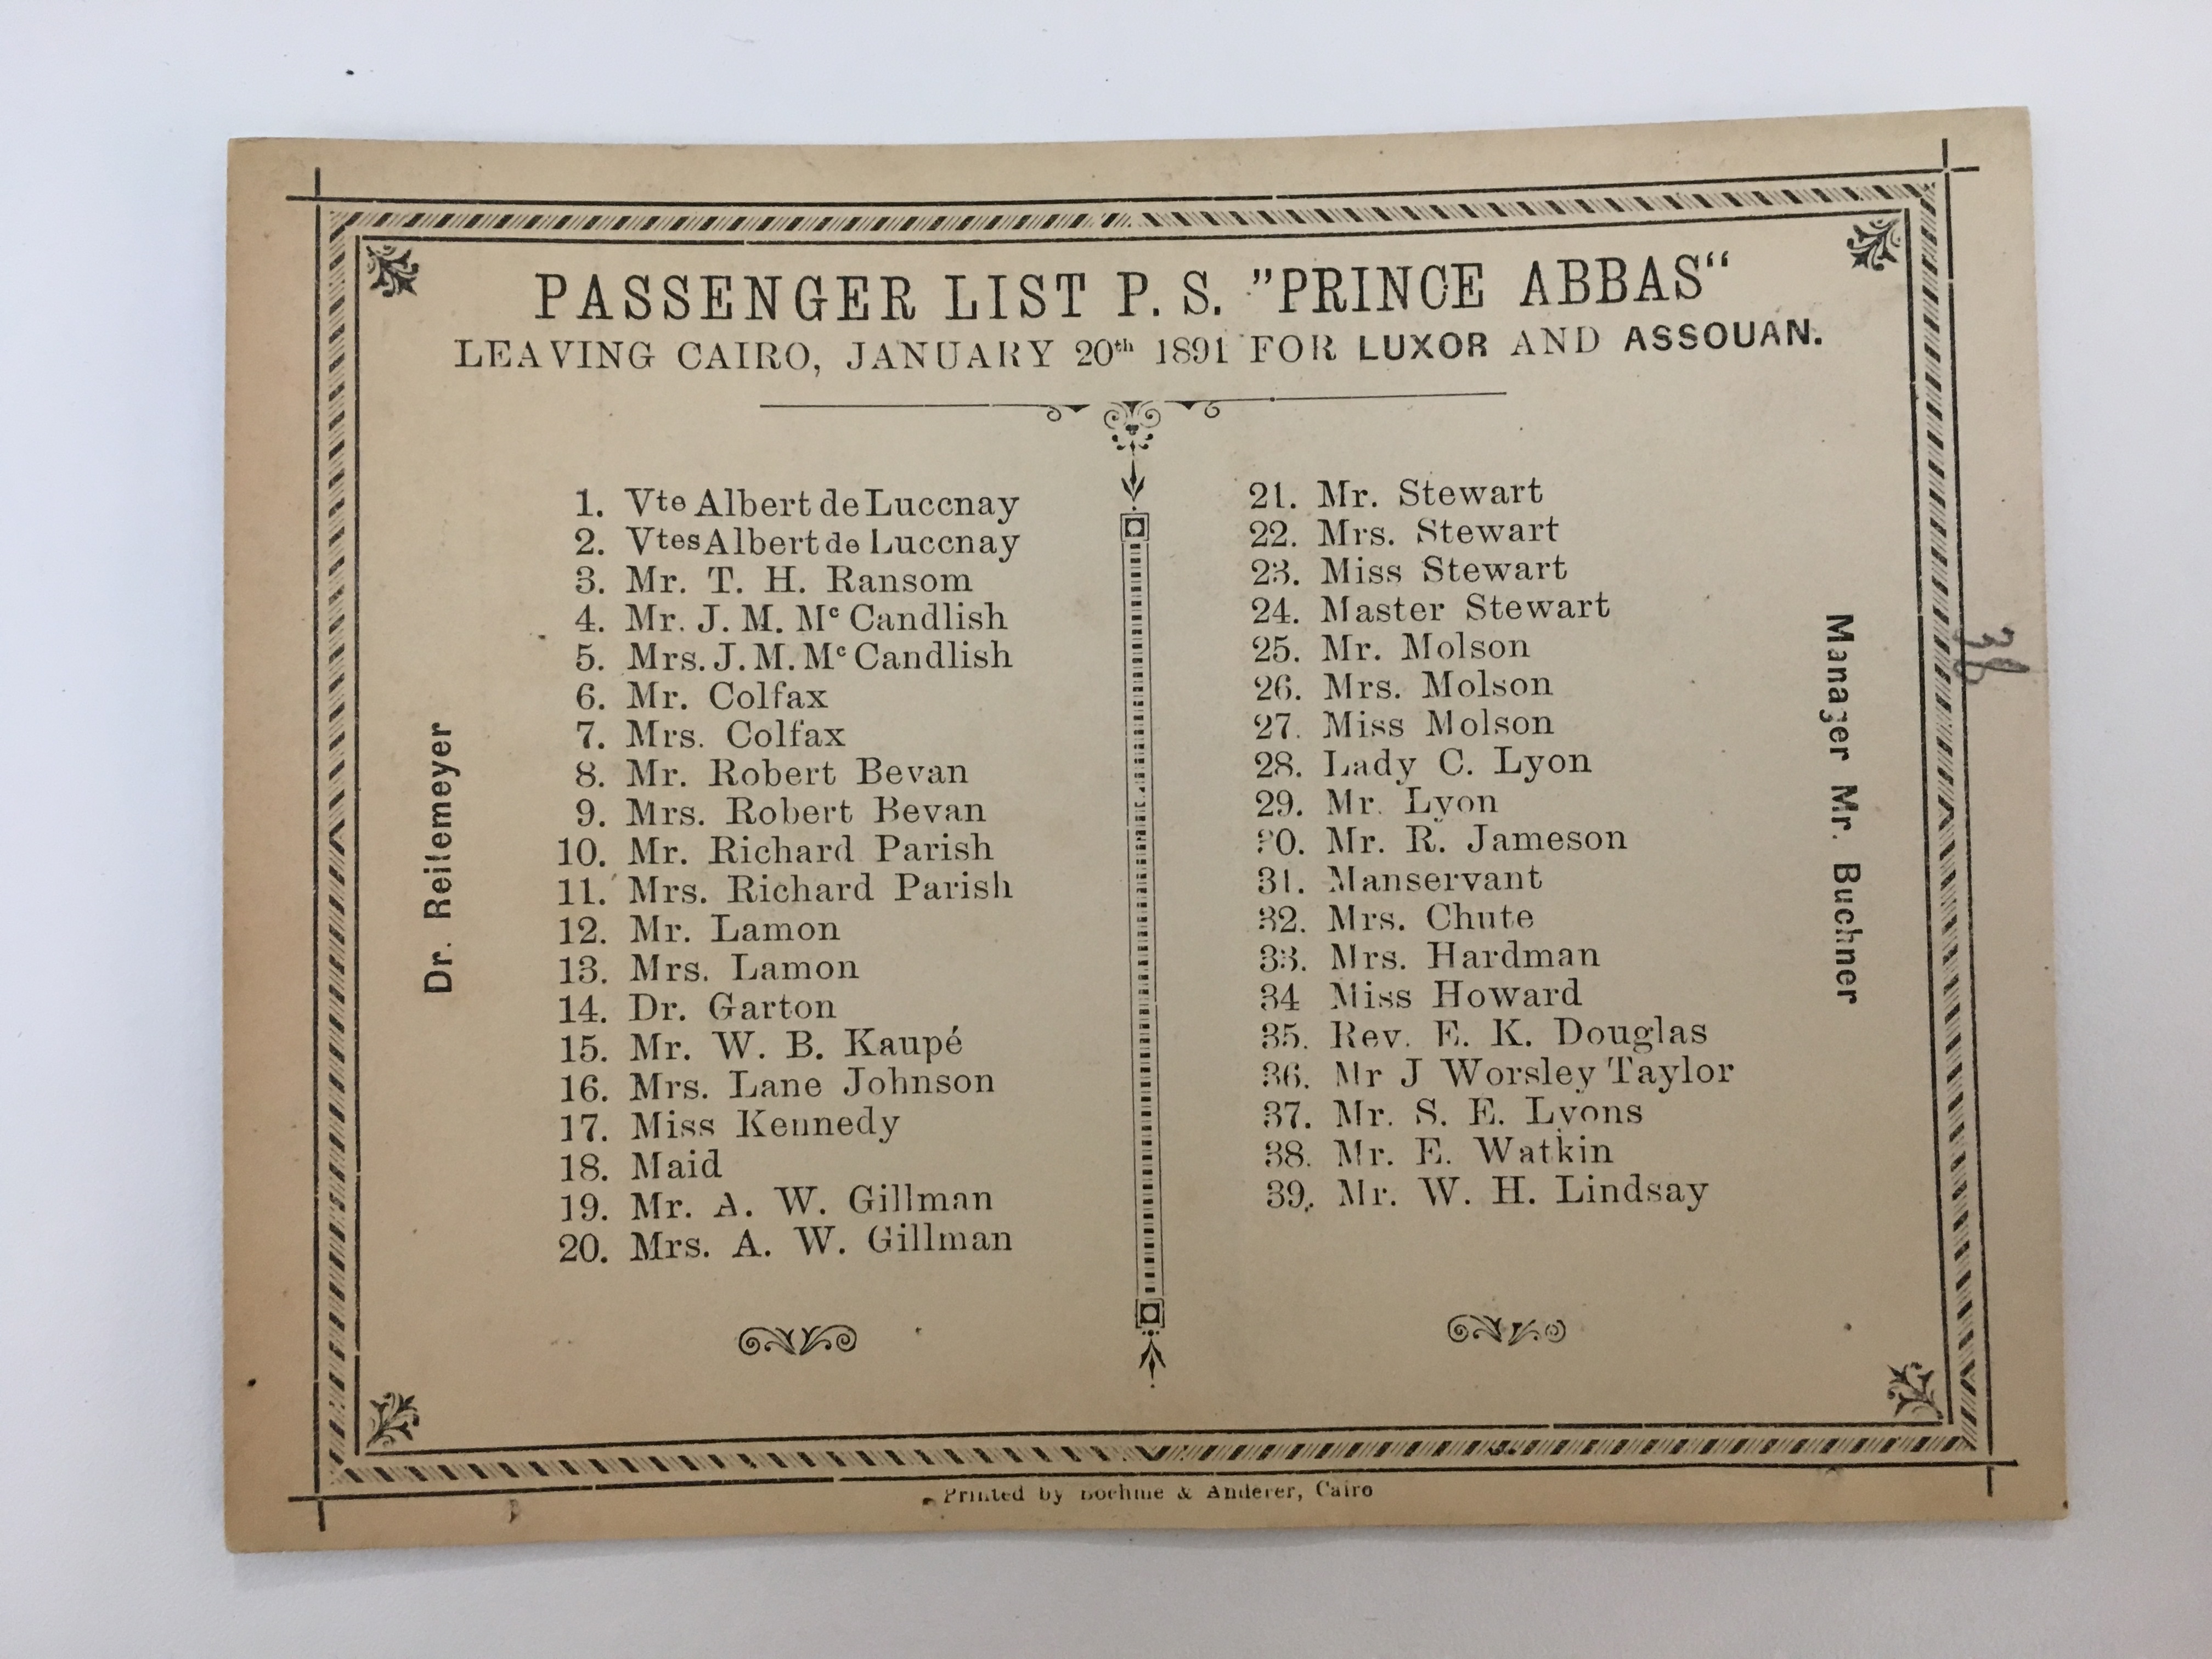 PASSENGER LIST P. S. "PRINCE ABBAS"
LEAVING CAIRO, JANUARY 20th 1891 FOR LUXOR AND ASSOUAN.
Dr. Reitemeyer
1. Vte Albert de Luccnay
2. Vtes Albert de Luccnay
3. Mr. T. H. Ransom
4. Mr. J. M. Mc Candlish
5. Mrs. J. M. Mc Candlish
6. Mr. Colfax
7. Mrs. Colfax
8. Mr. Robert Bevan
9. Mrs. Robert Bevan
10. Mr. Richard Parish
11. Mrs. Richard Parish
12. Mr. Lamon
13. Mrs. Lamon
14. Dr. Garton
15. Mr. W. B. Kaupé
16. Mrs. Lane Johnson
17. Miss Kennedy
18. Maid
19. Mr. A. W. Gillman
20. Mrs. A. W. Gillman
21. Mr. Stewart
22. Mrs. Stewart
23. Miss Stewart
24. Master Stewart
25. Mr. Molson
26. Mrs. Molson
27. Miss Molson
28. Lady C. Lyon
29. Mr. Lyon
30. Mr. R. Jameson
31. Manservant
32. Mrs. Chute
33. Mrs. Hardman
34 Miss Howard
35. Rev. E. K. Douglas
36. Mr J Worsley Taylor
37. Mr. S. E. Lyons
38. Mr. E. Watkin
39. Mr. W. H. Lindsay
Manager Mr. Buchner
Printed by Boehme & Anderer, Cairo